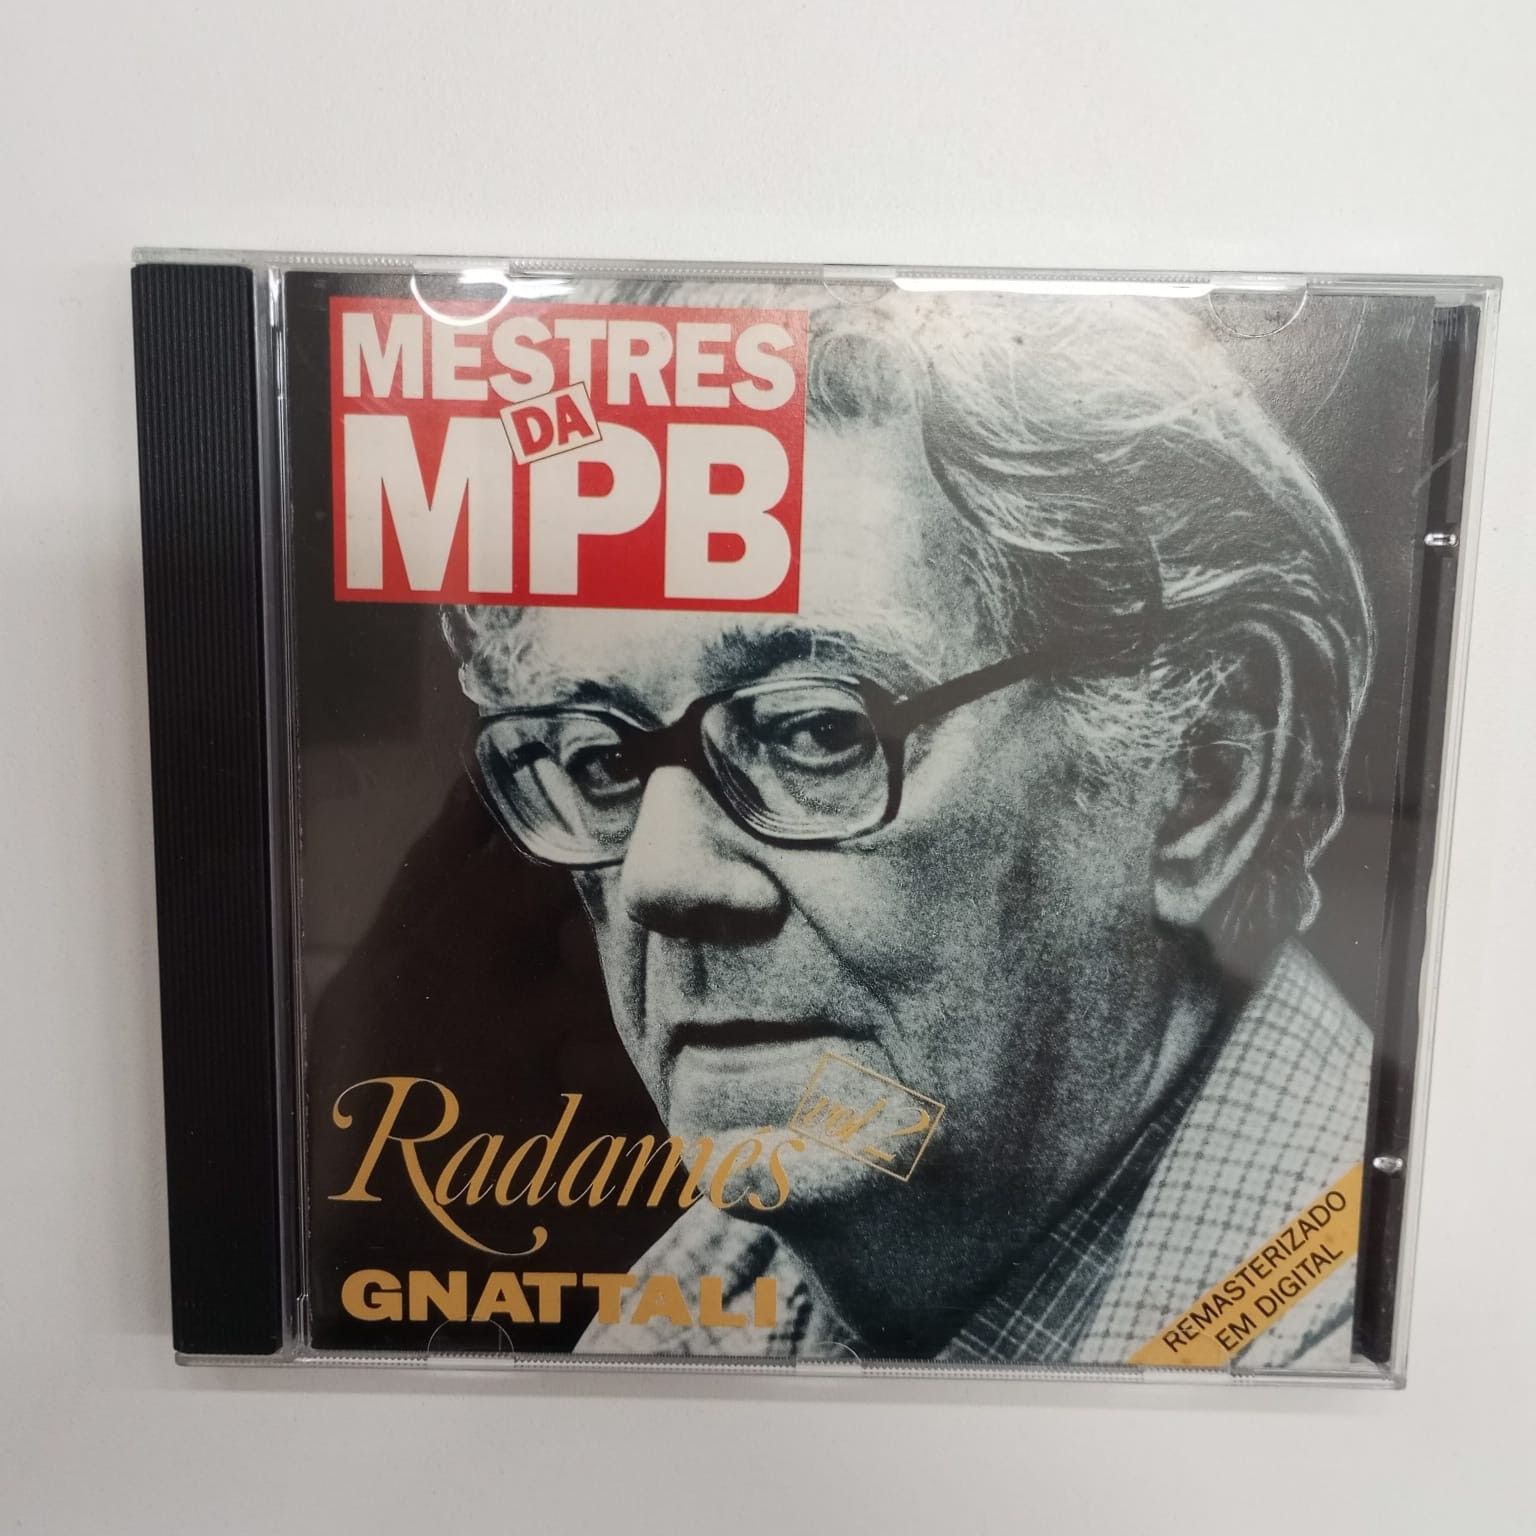 MESTRES
DA
MPB
Radamés
vol 2
GNATTALI
REMASTERIZADO
EM DIGITAL